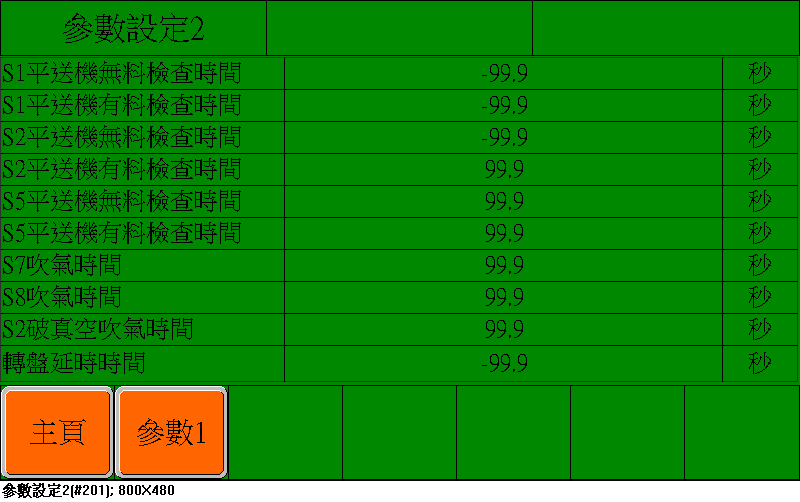 參數設定2
S1平送機無料檢查時間 -99.9 秒
S1平送機有料檢查時間 -99.9 秒
S2平送機無料檢查時間 -99.9 秒
S2平送機有料檢查時間 99.9 秒
S5平送機無料檢查時間 99.9 秒
S5平送機有料檢查時間 99.9 秒
S7吹氣時間 99.9 秒
S8吹氣時間 99.9 秒
S2破真空吹氣時間 99.9 秒
轉盤延時時間 -99.9 秒
主頁 參數1
參數設定2(#201); 800X480